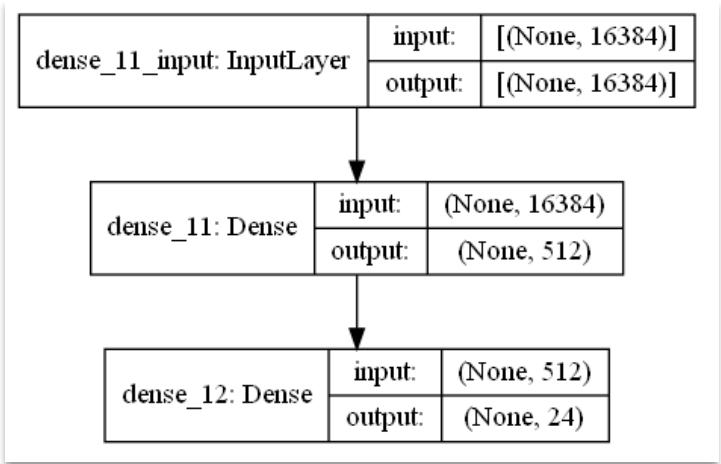 dense_11_input: InputLayer
input: [(None, 16384)]
output: [(None, 16384)]
dense_11: Dense
input: (None, 16384)
output: (None, 512)
dense_12: Dense
input: (None, 512)
output: (None, 24)